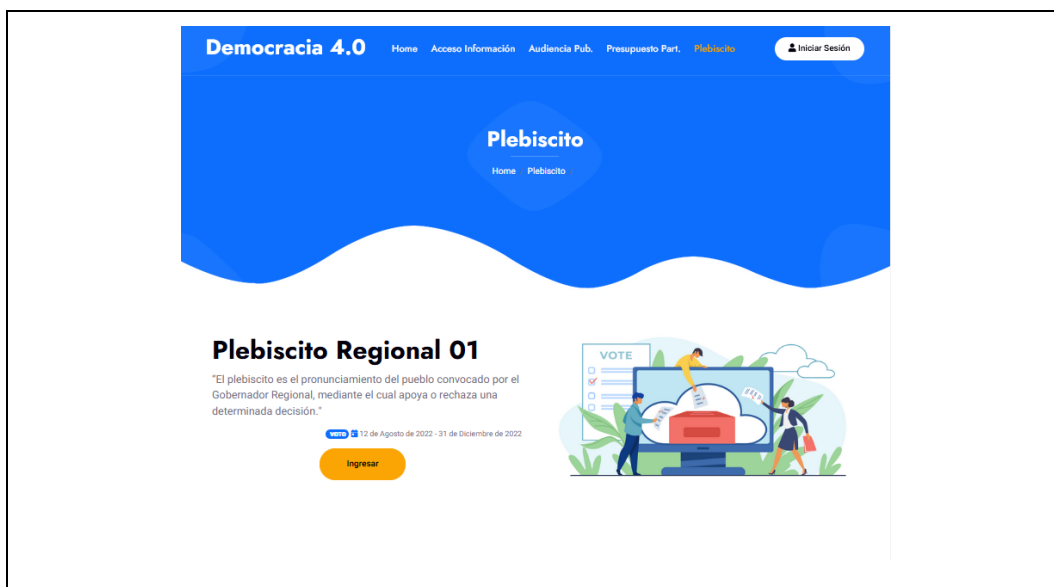 Democracia 4.0 Home Acceso Información Audiencia Pub. Presupuesto Part. Plebiscito Iniciar Sesión
Plebiscito
Home Plebiscito
Plebiscito Regional 01
"El plebiscito es el pronunciamiento del pueblo convocado por el
Gobernador Regional, mediante el cual apoya o rechaza una
determinada decisión."
VOTO 12 de Agosto de 2022 - 31 de Diciembre de 2022
Ingresar
VOTE